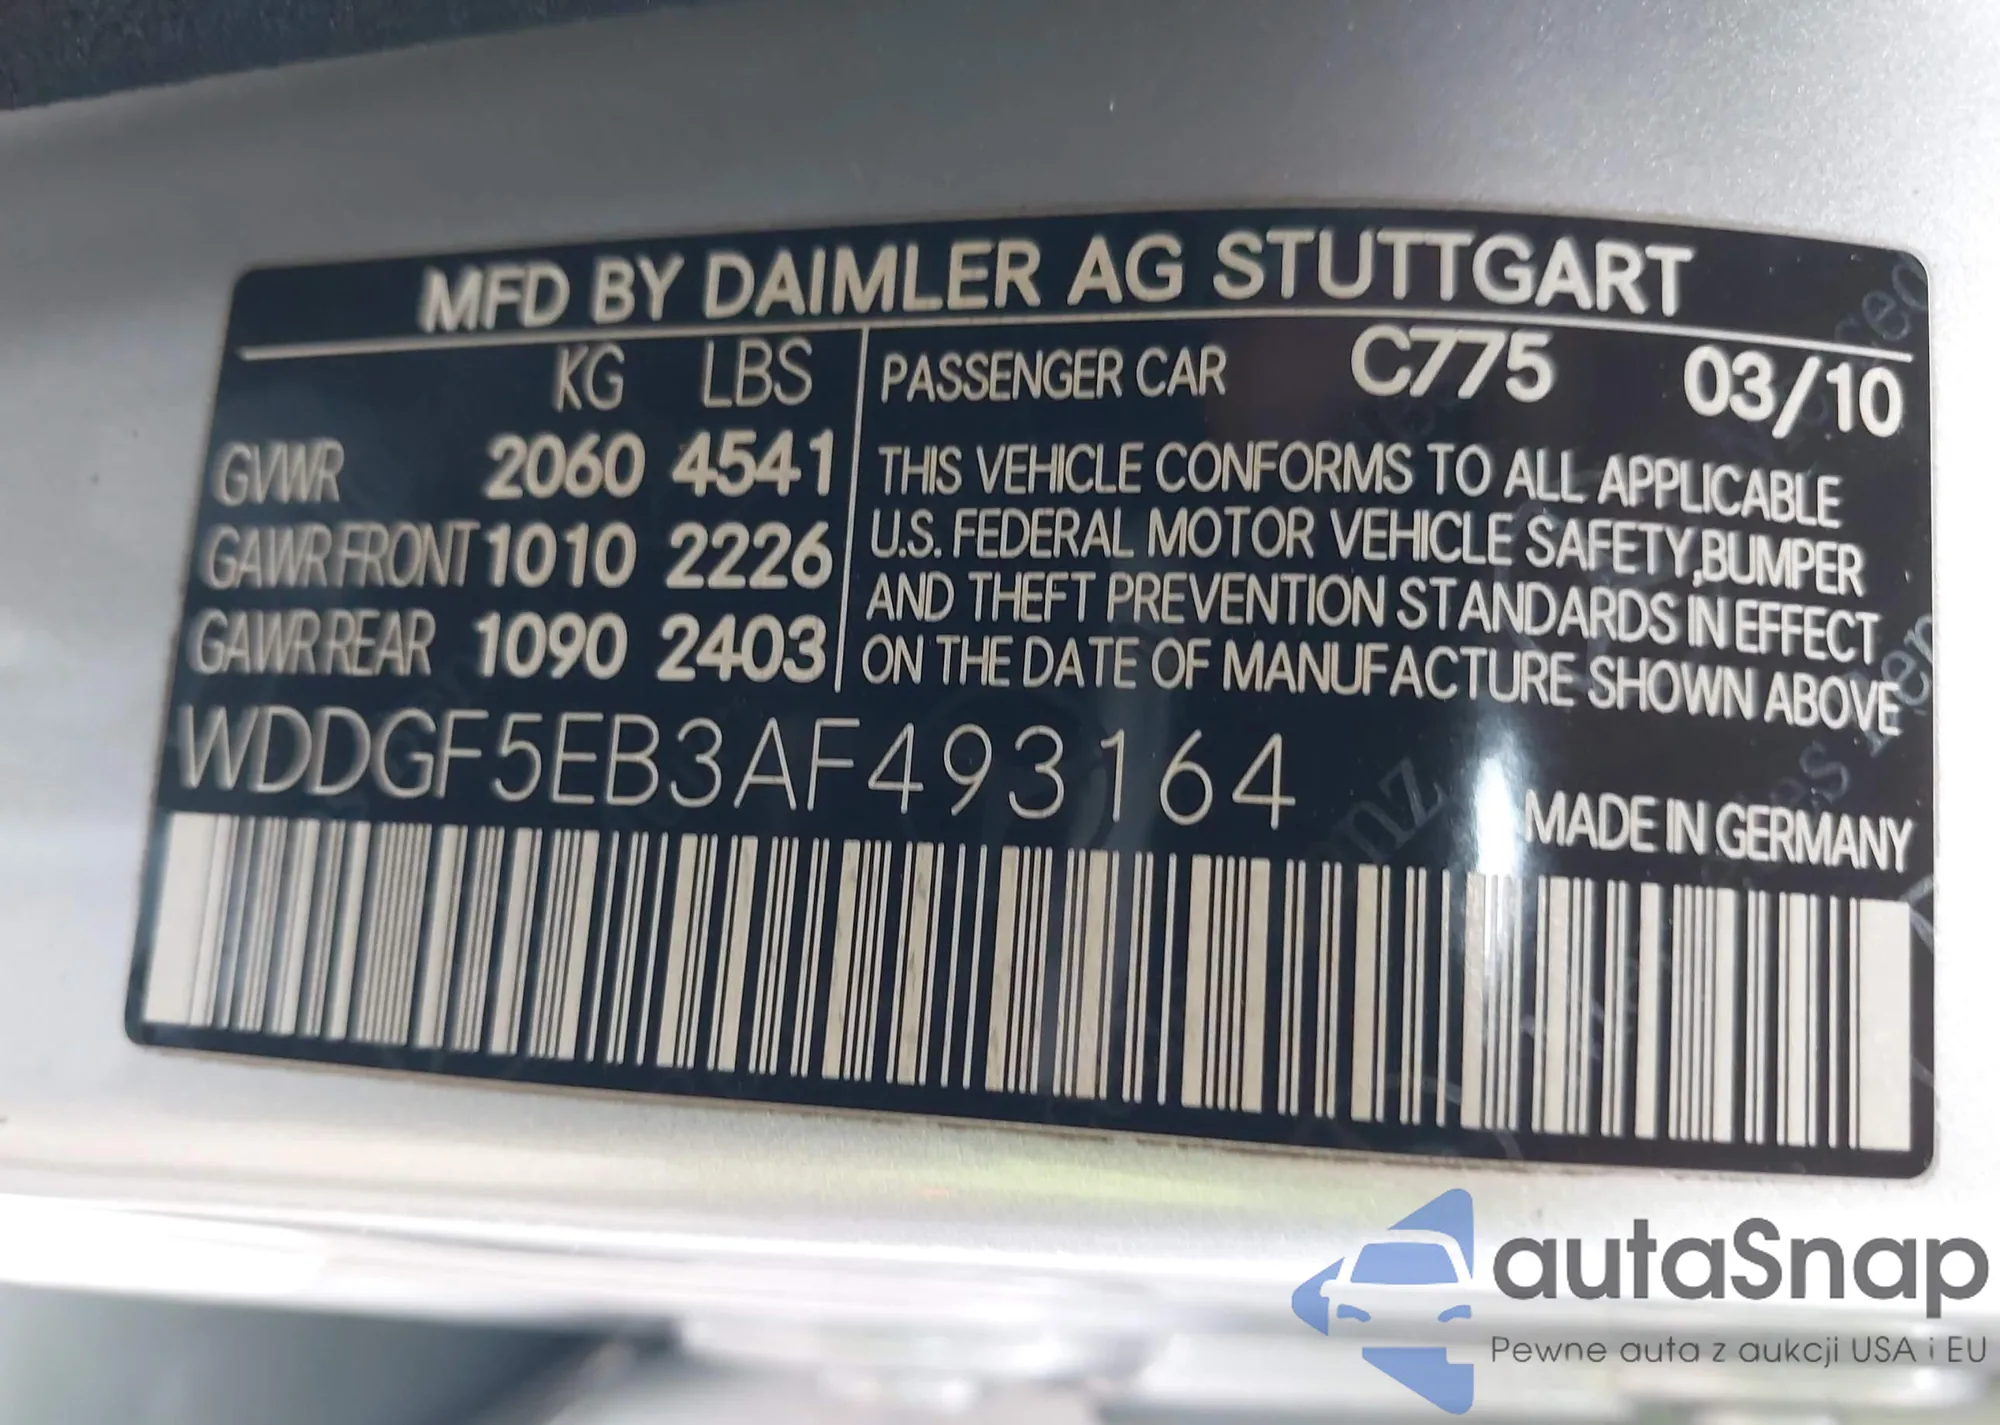 MFD BY DAIMLER AG STUTTGART
KG LBS
GVWR 2060 4541
GAWR FRONT 1010 2226
GAWR REAR 1090 2403
PASSENGER CAR C775 03/10
THIS VEHICLE CONFORMS TO ALL APPLICABLE
U.S. FEDERAL MOTOR VEHICLE SAFETY,BUMPER
AND THEFT PREVENTION STANDARDS IN EFFECT
ON THE DATE OF MANUFACTURE SHOWN ABOVE
WDDGF5EB3AF493164
MADE IN GERMANY
autaSnap
Pewne auta z aukcji USA i EU